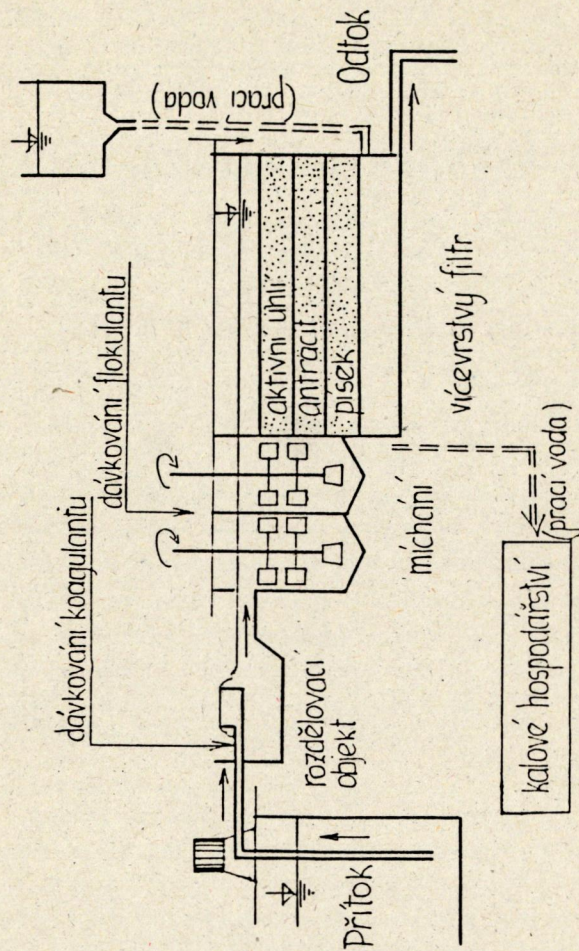 dávkování koagulantu
dávkování flokulantu
(prací voda)
aktivní uhlí
antracit
písek
Přítok
rozdělovací
objekt
míchání
vícevrstvý filtr
Odtok
kalové hospodářství
(prací voda)